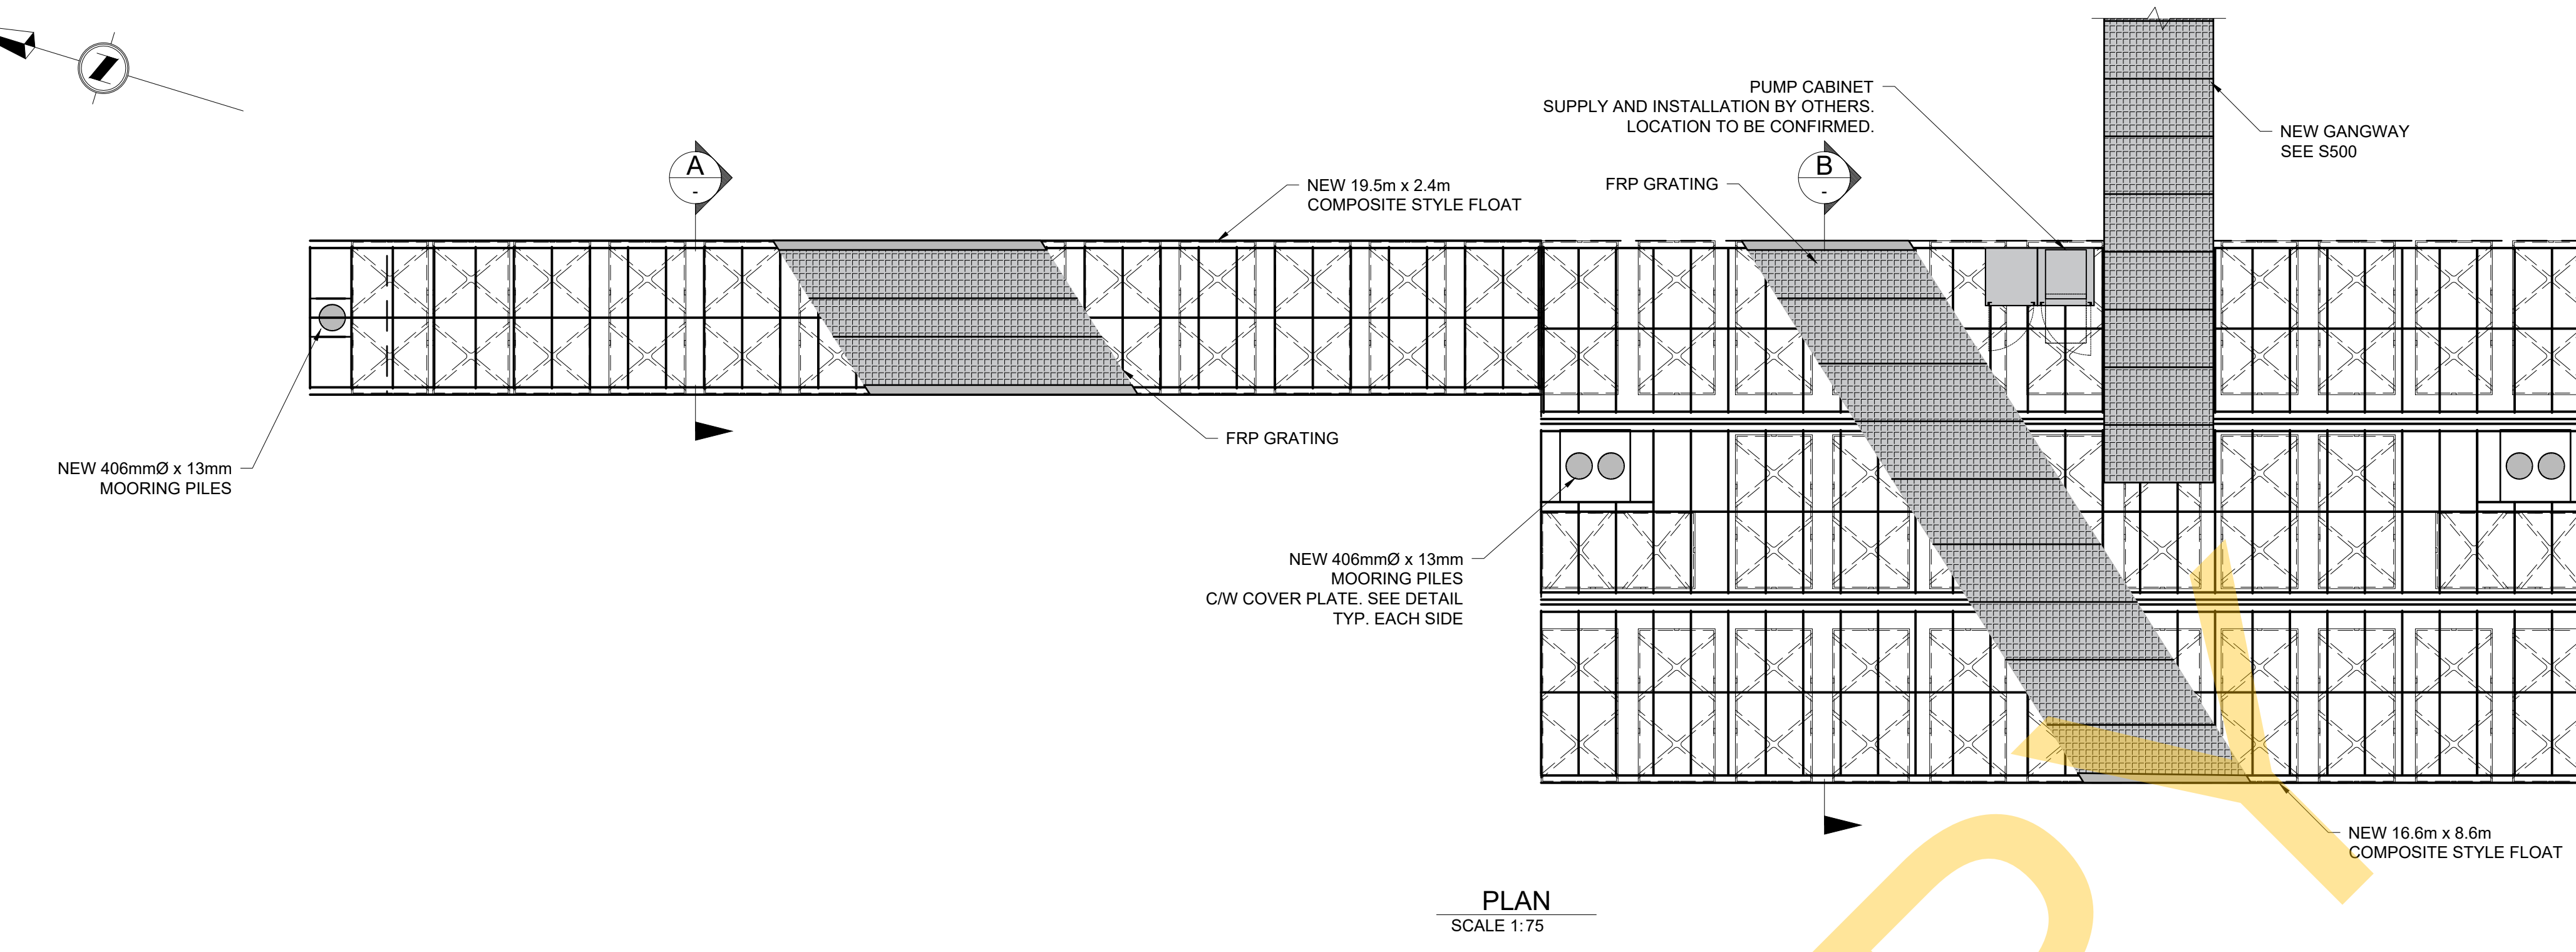 PUMP CABINET
SUPPLY AND INSTALLATION BY OTHERS.
LOCATION TO BE CONFIRMED.
NEW GANGWAY
SEE S500
A
-
B
-
NEW 19.5m x 2.4m
COMPOSITE STYLE FLOAT
FRP GRATING
FRP GRATING
NEW 406mmØ x 13mm
MOORING PILES
NEW 406mmØ x 13mm
MOORING PILES
C/W COVER PLATE. SEE DETAIL
TYP. EACH SIDE
NEW 16.6m x 8.6m
COMPOSITE STYLE FLOAT
PLAN
SCALE 1:75